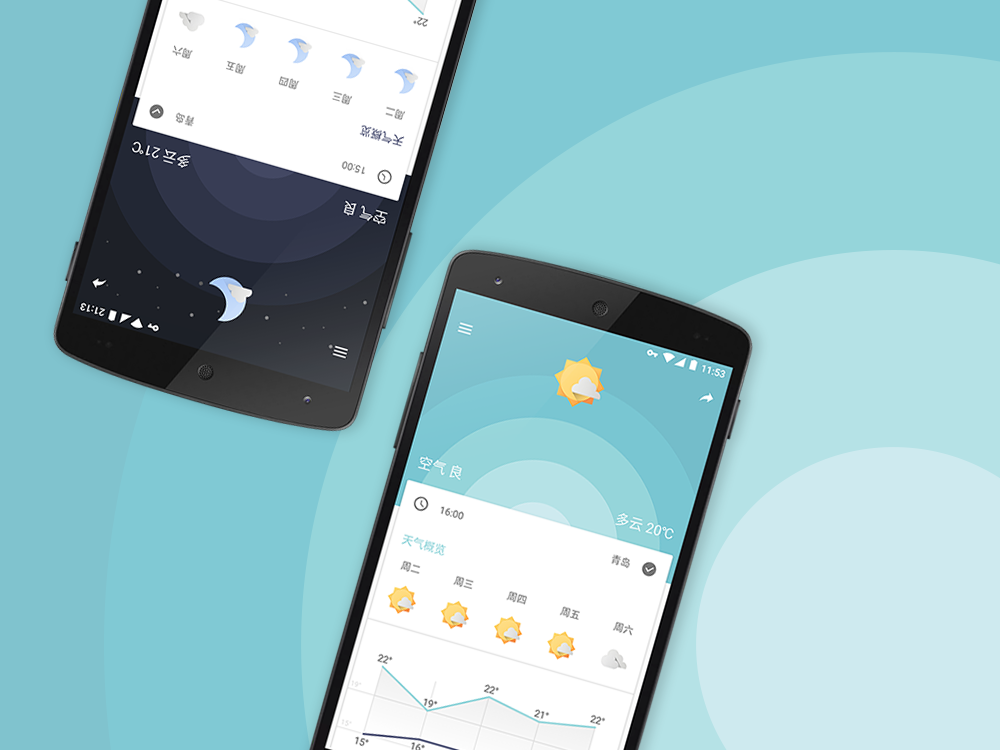 21:13
空气 良
多云 21℃
15:00
青岛
天气概览
周二
周三
周四
周五
周六
22°
11:53
空气 良
多云 20℃
16:00
青岛
天气概览
周二
周三
周四
周五
周六
22°
19°
22°
21°
22°
19°
15°
15°
16°